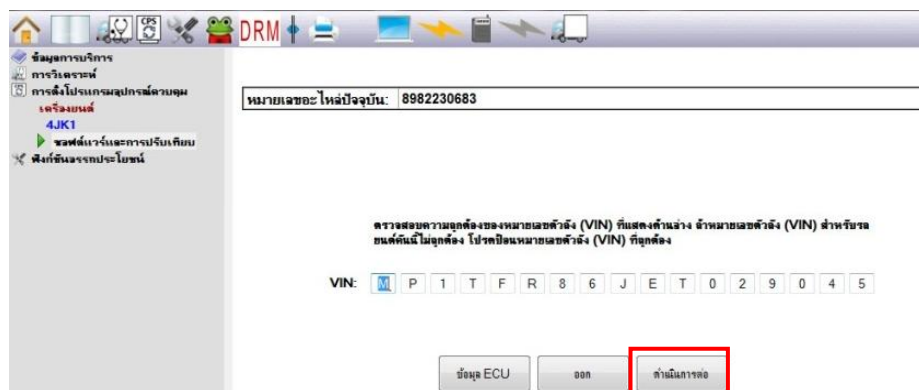 CPS
DRM
ข้อมูลการบริการ
การวิเคราะห์
การตั้งโปรแกรมอุปกรณ์ควบคุม
เครื่องยนต์
4JK1
ซอฟต์แวร์และการปรับเทียบ
ฟังก์ชันอรรถประโยชน์
หมายเลขอะไหล่ปัจจุบัน: 8982230683
ตรวจสอบความถูกต้องของหมายเลขตัวถัง (VIN) ที่แสดงด้านล่าง ถ้าหมายเลขตัวถัง (VIN) สำหรับรถ
ยนต์คันนี้ไม่ถูกต้อง โปรดป้อนหมายเลขตัวถัง (VIN) ที่ถูกต้อง
VIN: M P 1 T F R 8 6 J E T 0 2 9 0 4 5
ข้อมูล ECU ออก ดำเนินการต่อ